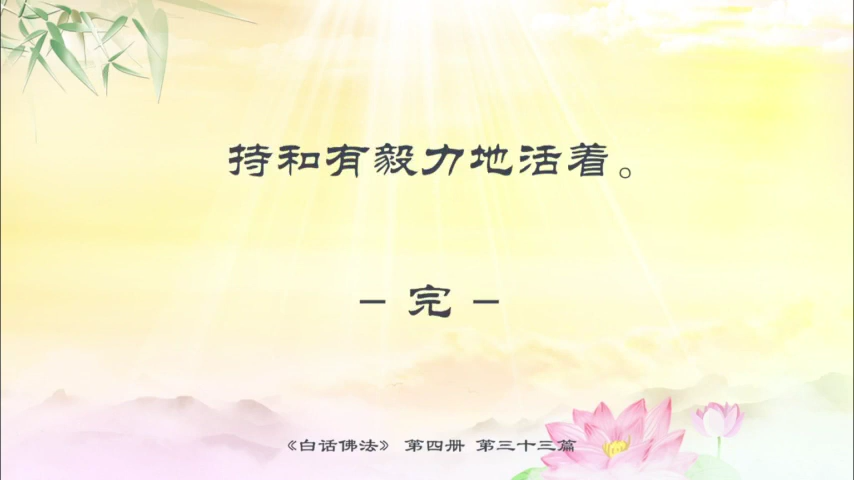 持和有毅力地活着。
- 完 -
《白话佛法》 第四册 第三十三篇